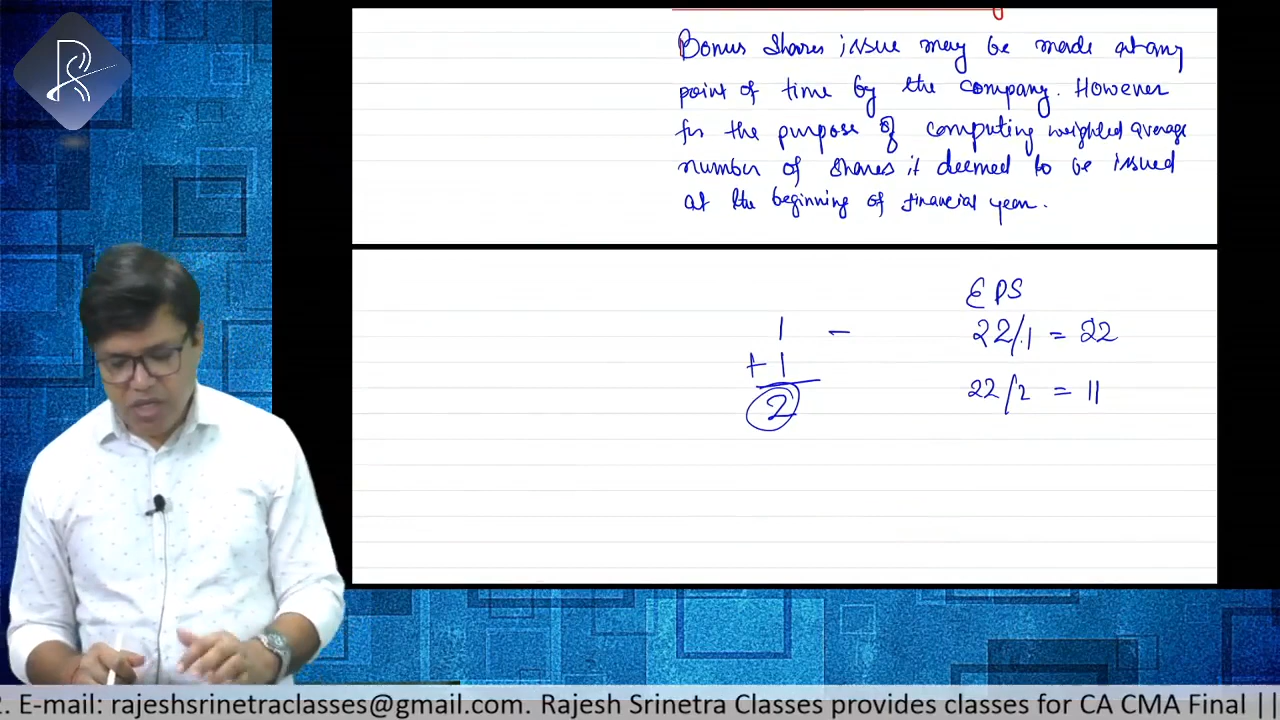 RS
Bonus Shares issue may be made at any
point of time by the company. However
for the purpose of computing weighted average
number of shares it deemed to be issued
at the beginning of financial year.
EPS
1 - 22/1 = 22
+ 1
2 22/2 = 11
2. E-mail: rajeshsrinetraclasses@gmail.com. Rajesh Srinetra Classes provides classes for CA CMA Final ||